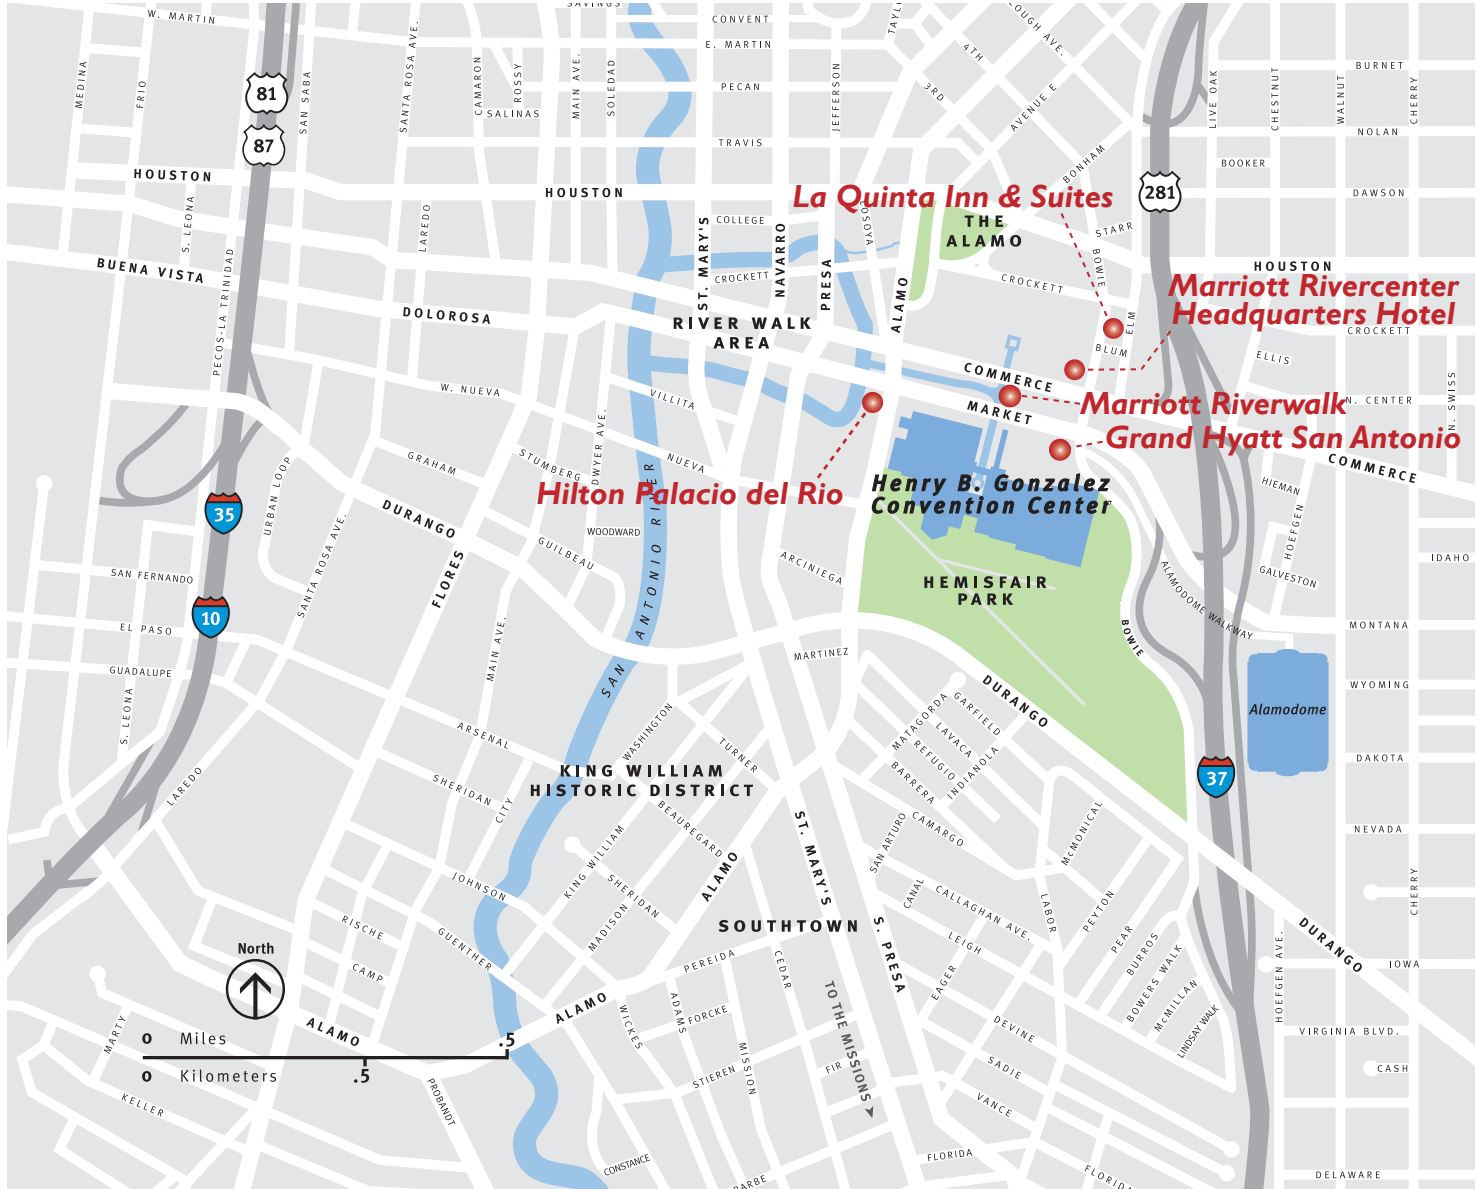 SAVINGS
W. MARTIN
CONVENT
E. MARTIN
TAYL
LOUGH AVE.
4TH
3RD
AVENUE E
PECAN
TRAVIS
JEFFERSON
BURNET
NOLAN
DAWSON
BOOKER
LIVE OAK
CHESTNUT
WALNUT
CHERRY
MEDINA
FRIO
81
87
SAN SABA
SANTA ROSA AVE.
CAMARON
ROSSY
SALINAS
MAIN AVE.
SOLEDAD
HOUSTON
HOUSTON
BONHAM
281
La Quinta Inn & Suites
THE
ALAMO
STARR
BOWIE
ELM
HOUSTON
Marriott Rivercenter
Headquarters Hotel
CROCKETT
S. LEONA
LAREDO
COLLEGE
CROCKETT
ST. MARY'S
NAVARRO
PRESA
LOSOYA
ALAMO
CROCKETT
BUENA VISTA
PECOS-LA TRINIDAD
DOLOROSA
RIVER WALK
AREA
BLUM
ELLIS
COMMERCE
MARKET
Marriott Riverwalk
Grand Hyatt San Antonio
N. CENTER
N. SWISS
COMMERCE
W. NUEVA
VILLITA
DWYER AVE.
NUEVA
STUMBERG
GRAHAM
Hilton Palacio del Rio
Henry B. Gonzalez
Convention Center
HIEMAN
HOEFGEN
GALVESTON
IDAHO
35
URBAN LOOP
DURANGO
WOODWARD
GUILBEAU
SAN ANTONIO RIVER
ARCINIEGA
HEMISFAIR
PARK
ALAMODOME WALKWAY
BOWIE
MONTANA
SAN FERNANDO
10
SANTA ROSA AVE.
FLORES
EL PASO
GUADALUPE
S. LEONA
MAIN AVE.
MARTINEZ
DURANGO
WYOMING
Alamodome
DAKOTA
37
ARSENAL
WASHINGTON
TURNER
MATAGORDA
GARFIELD
LAVACA
REFUGIO
INDIANOLA
BARRERA
LAREDO
SHERIDAN
CITY
KING WILLIAM
HISTORIC DISTRICT
BEAUREGARD
KING WILLIAM
ST. MARY'S
SAN ARTURO
CAMARGO
McMONICAL
NEVADA
JOHNSON
SHERIDAN
MADISON
ALAMO
CANAL
CALLAGHAN AVE.
LABOR
PEYTON
PEAR
BURROS
BOWERS WALK
McMILLAN
LINDSAY WALK
CHERRY
RISCHE
GUENTHER
CAMP
SOUTHTOWN
S. PRESA
LEIGH
EAGER
PEREIDA
CEDAR
DURANGO
IOWA
HOEFGEN AVE.
VIRGINIA BLVD.
CASH
North
MARTY
ALAMO
0 Miles .5
0 Kilometers .5
KELLER
PROBANDT
ALAMO
WICKES
ADAMS
FORCKE
STIEREN
MISSION
FIR
TO THE MISSIONS
DEVINE
SADIE
VANCE
CONSTANCE
BARBE
FLORIDA
FLORIDA
DELAWARE